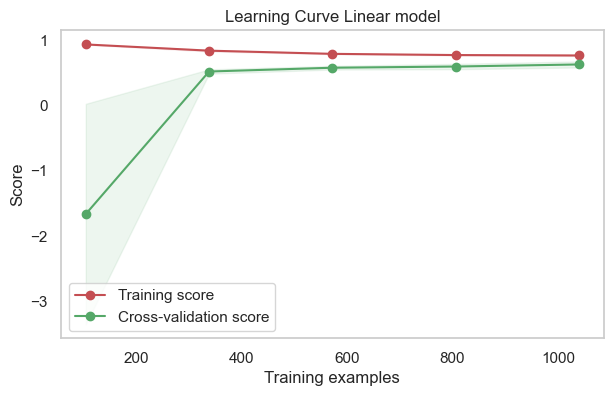 Learning Curve Linear model
1
0
−1
−2
−3
Score
Training score
Cross-validation score
200
400
600
800
1000
Training examples